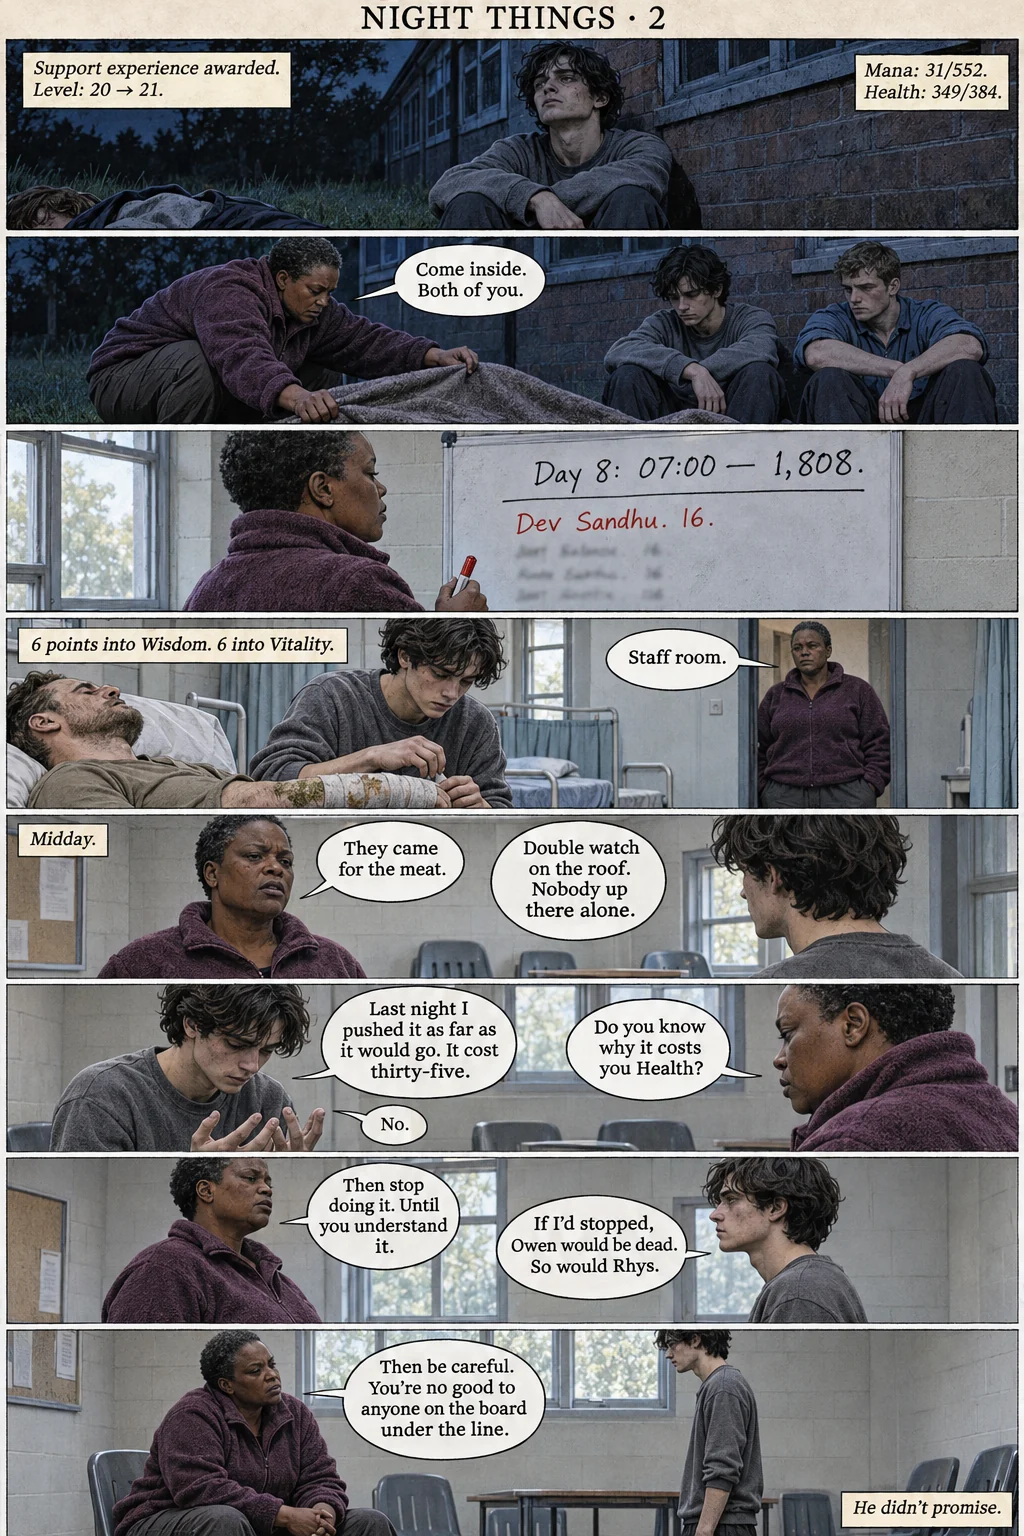 NIGHT THINGS · 2
Support experience awarded.
Level: 20 → 21.
Mana: 31/552.
Health: 349/384.
Come inside.
Both of you.
Day 8: 07:00 — 1,808.
Dev Sandhu. 16.
6 points into Wisdom. 6 into Vitality.
Staff room.
Midday.
They came
for the meat.
Double watch
on the roof.
Nobody up
there alone.
Last night I
pushed it as far as
it would go. It cost
thirty-five.
Do you know
why it costs
you Health?
No.
Then stop
doing it. Until
you understand
it.
If I'd stopped,
Owen would be dead.
So would Rhys.
Then be careful.
You're no good to
anyone on the board
under the line.
He didn't promise.